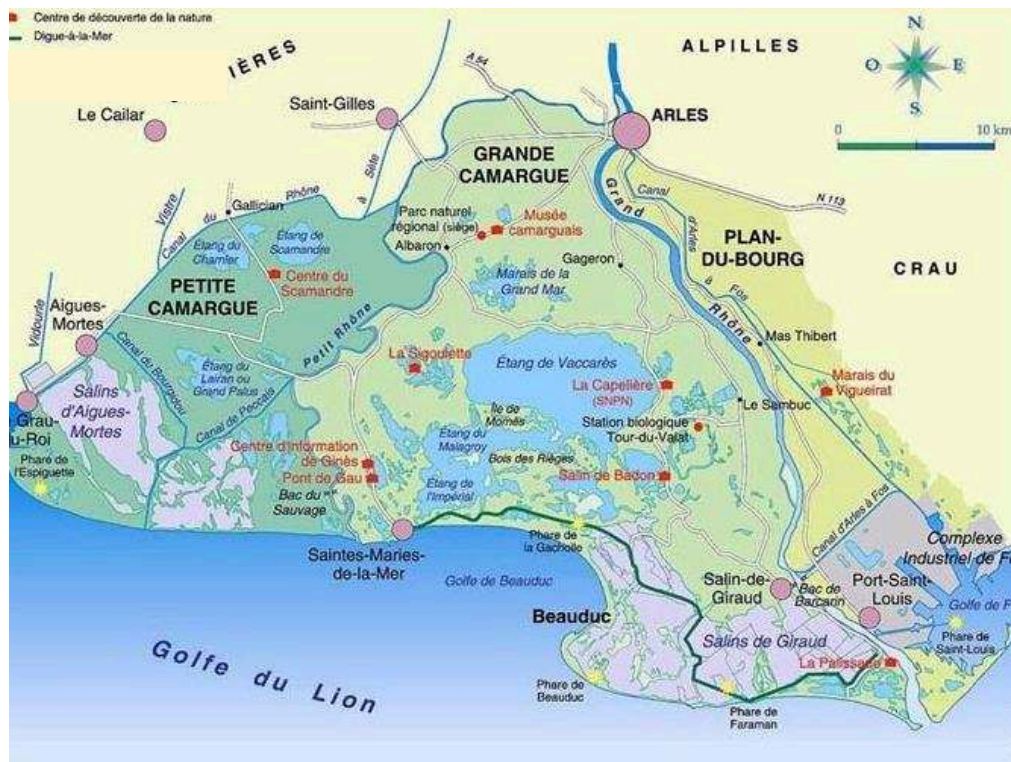 Centre de découverte de la nature
Digue-à-la-Mer
IÈRES
ALPILLES
N
O
E
S
0
10 km
A 54
Saint-Gilles
Le Cailar
ARLES
GRANDE
CAMARGUE
N 113
Vistre
Canal du Rhône à Sète
Gallician
Parc naturel
régional (siège)
Musée
camarguais
Albaron
Grand Rhône
Canal d'Arles à Fos
PLAN-
DU-BOURG
CRAU
Étang du
Charnier
Étang de
Scamandre
Centre du
Scamandre
Gageron
Marais de la
Grand Mar
PETITE
CAMARGUE
Vidourle
Aigues-
Mortes
Petit Rhône
Mas Thibert
Canal du Bourgidou
La Sigoulette
Étang de Vaccarès
Étang du
Lairan ou
Grand Palus
La Capelière
(SNPN)
Marais du
Vigueirat
Salins
d'Aigues-
Mortes
Canal de Peccais
Île de
Mornès
Le Sambuc
Station biologique
Tour-du-Valat
Grau-
u-Roi
Étang du
Malagroy
Centre d'Information
de Ginès
Bois des Rièges
Phare de
l'Espiguette
Pont de Gau
Salin de Badon
Étang de
l'Impérial
Bac du
Sauvage
Phare de
la Gacholle
Canal d'Arles à Fos
Complexe
Industriel de Fo
Saintes-Maries-
de-la-Mer
Golfe de Beauduc
Salin-de-
Giraud
Bac de
Barcarin
Port-Saint-
Louis
Golfe de F
Beauduc
Salins de Giraud
Phare de
Saint-Louis
Golfe du Lion
La Palissade
Phare de
Beauduc
Phare de
Faraman